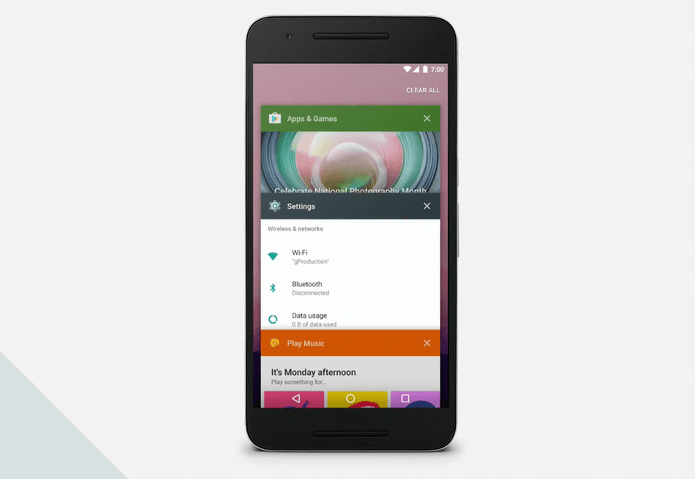 7:00
CLEAR ALL
Apps & Games
Celebrate National Photography Month
Settings
Wireless & networks
Wi-Fi
"gProduction"
Bluetooth
Disconnected
Data usage
0 B of data used
Play Music
It's Monday afternoon
Play something for..